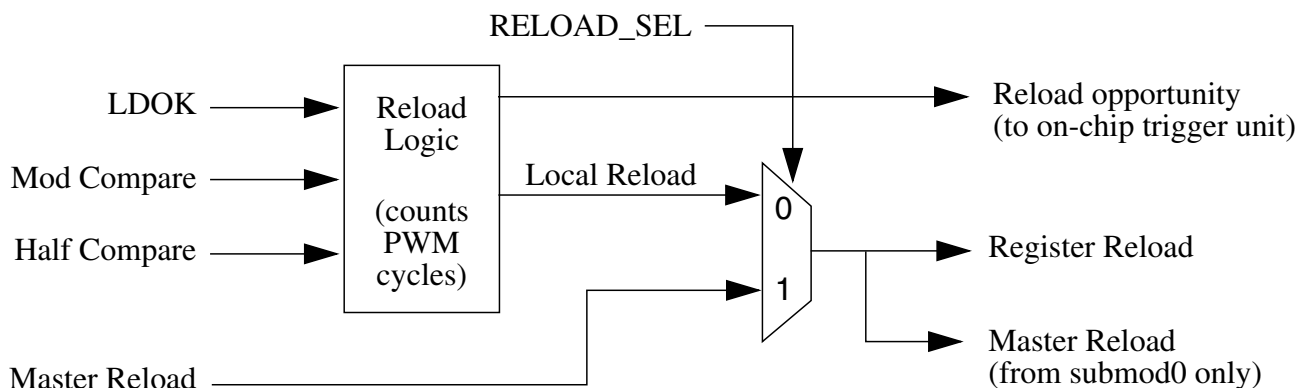 RELOAD_SEL
LDOK
Mod Compare
Half Compare
Master Reload
Reload
Logic
(counts
PWM
cycles)
Local Reload
0
1
Reload opportunity
(to on-chip trigger unit)
Register Reload
Master Reload
(from submod0 only)